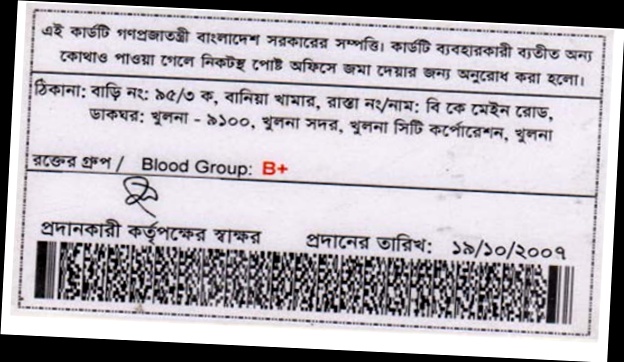 এই কার্ডটি গণপ্রজাতন্ত্রী বাংলাদেশ সরকারের সম্পত্তি। কার্ডটি ব্যবহারকারী ব্যতীত অন্য
কোথাও পাওয়া গেলে নিকটস্থ পোষ্ট অফিসে জমা দেয়ার জন্য অনুরোধ করা হলো।
ঠিকানা: বাড়ি নং: ৯৫/৩ ক, বানিয়া খামার, রাস্তা নং/নাম: বি কে মেইন রোড,
ডাকঘর: খুলনা - ৯১০০, খুলনা সদর, খুলনা সিটি কর্পোরেশন, খুলনা
রক্তের গ্রুপ / Blood Group: B+
প্রদানকারী কর্তৃপক্ষের স্বাক্ষর প্রদানের তারিখ: ১৯/১০/২০০৭